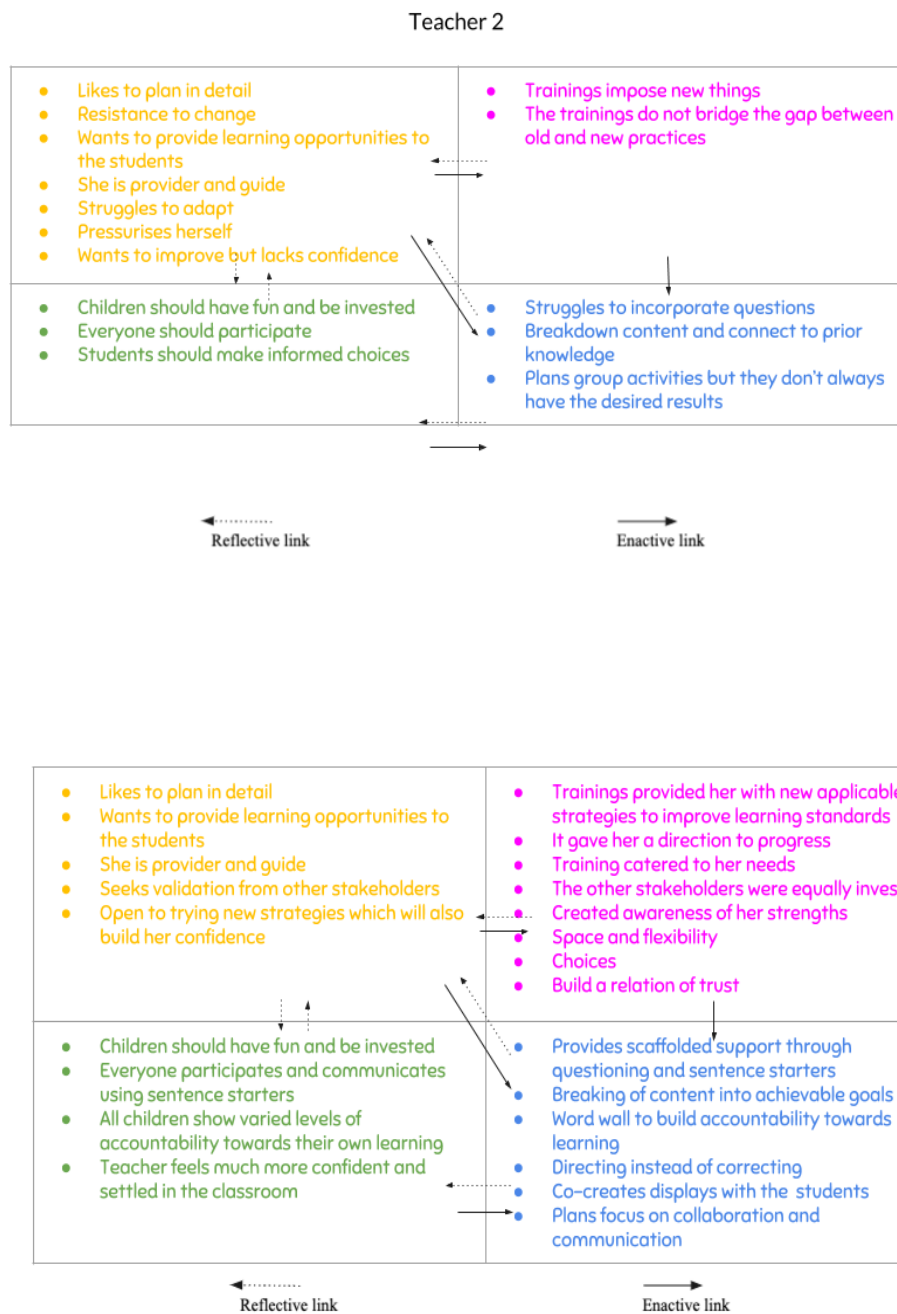 Teacher 2
● Likes to plan in detail
● Resistance to change
● Wants to provide learning opportunities to
the students
● She is provider and guide
● Struggles to adapt
● Pressurises herself
● Wants to improve but lacks confidence
● Trainings impose new things
● The trainings do not bridge the gap between
old and new practices
● Children should have fun and be invested
● Everyone should participate
● Students should make informed choices
● Struggles to incorporate questions
● Breakdown content and connect to prior
knowledge
● Plans group activities but they don't always
have the desired results
Reflective link
Enactive link
● Likes to plan in detail
● Wants to provide learning opportunities to
the students
● She is provider and guide
● Seeks validation from other stakeholders
● Open to trying new strategies which will also
build her confidence
● Trainings provided her with new applicable
strategies to improve learning standards
● It gave her a direction to progress
● Training catered to her needs
● The other stakeholders were equally inves
● Created awareness of her strengths
● Space and flexibility
● Choices
● Build a relation of trust
● Children should have fun and be invested
● Everyone participates and communicates
using sentence starters
● All children show varied levels of
accountability towards their own learning
● Teacher feels much more confident and
settled in the classroom
● Provides scaffolded support through
questioning and sentence starters
● Breaking of content into achievable goals
● Word wall to build accountability towards
learning
● Directing instead of correcting
● Co-creates displays with the students
● Plans focus on collaboration and
communication
Reflective link
Enactive link